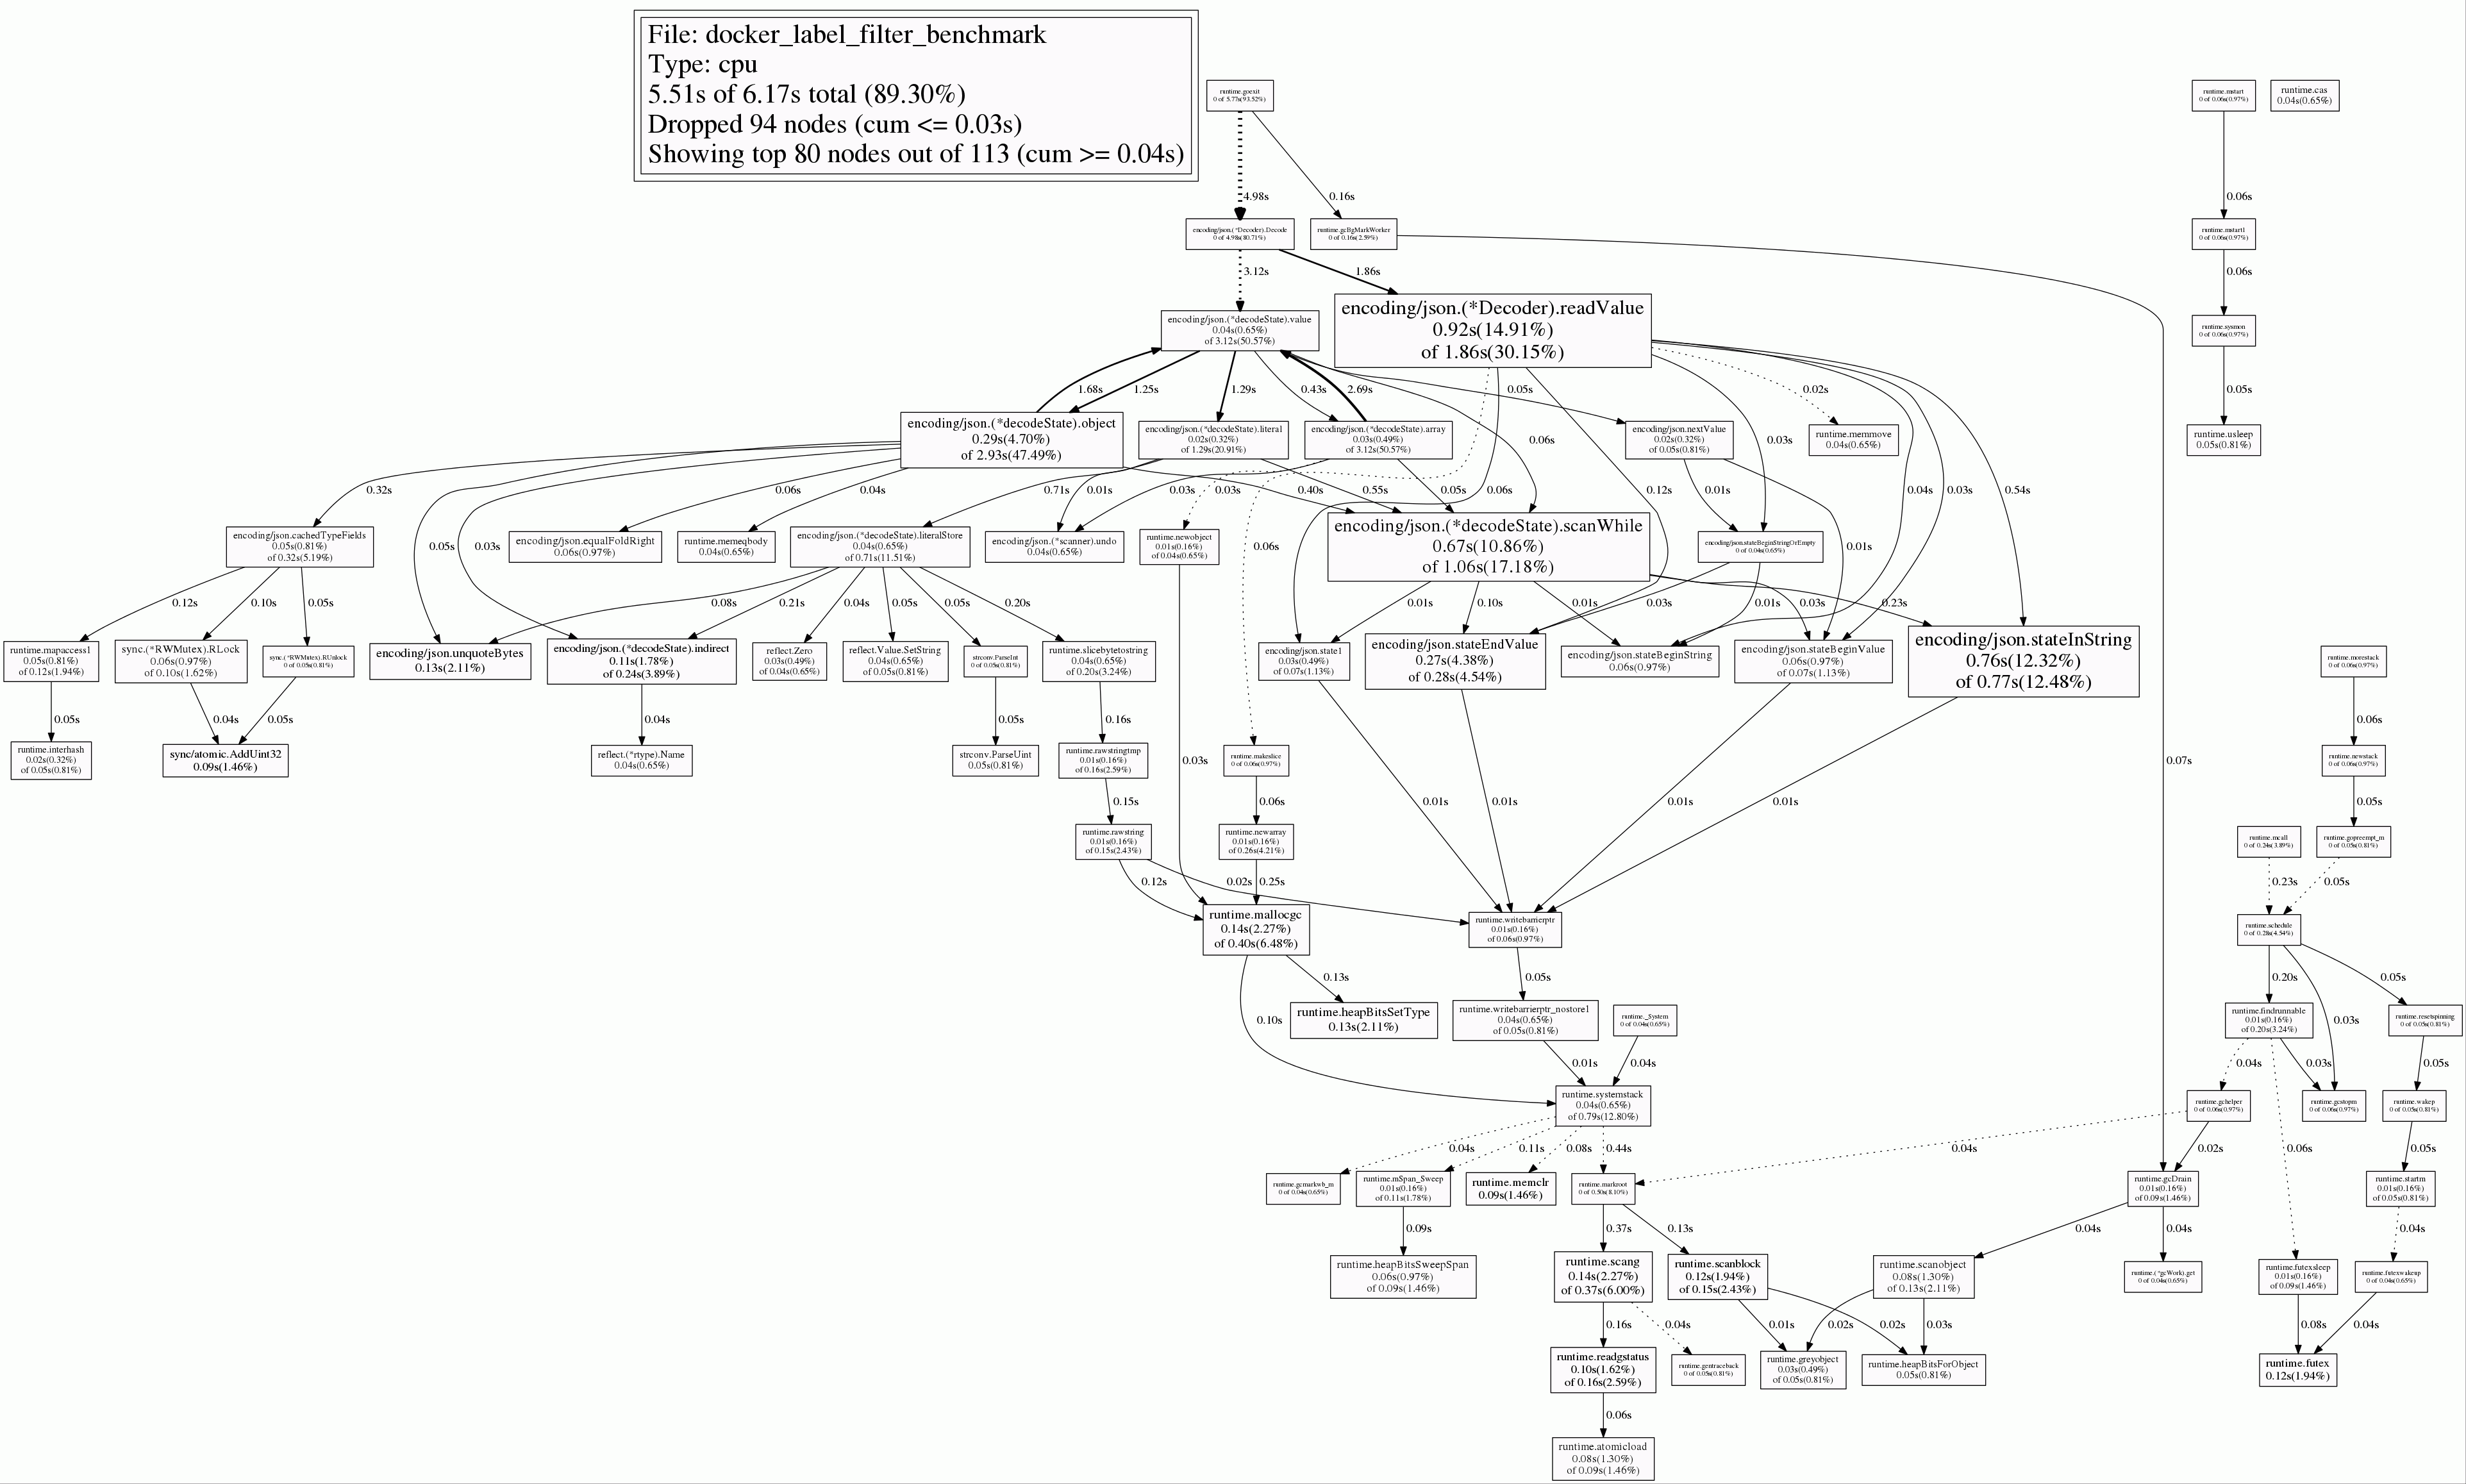 File: docker_label_filter_benchmark
Type: cpu
5.51s of 6.17s total (89.30%)
Dropped 94 nodes (cum <= 0.03s)
Showing top 80 nodes out of 113 (cum >= 0.04s)
runtime.goexit
0 of 5.77s(93.52%)
runtime.mstart
0 of 0.06s(0.97%)
runtime.cas
0.04s(0.65%)
4.98s
0.16s
0.06s
encoding/json.(*Decoder).Decode
0 of 4.98s(80.71%)
runtime.gcBgMarkWorker
0 of 0.16s(2.59%)
runtime.mstart1
0 of 0.06s(0.97%)
3.12s
1.86s
0.06s
encoding/json.(*decodeState).value
0.04s(0.65%)
of 3.12s(50.57%)
encoding/json.(*Decoder).readValue
0.92s(14.91%)
of 1.86s(30.15%)
runtime.sysmon
0 of 0.06s(0.97%)
1.68s
1.25s
1.29s
0.43s
2.69s
0.05s
0.02s
0.05s
encoding/json.(*decodeState).object
0.29s(4.70%)
of 2.93s(47.49%)
encoding/json.(*decodeState).literal
0.02s(0.32%)
of 1.29s(20.91%)
encoding/json.(*decodeState).array
0.03s(0.49%)
of 3.12s(50.57%)
0.06s
encoding/json.nextValue
0.02s(0.32%)
of 0.05s(0.81%)
0.03s
runtime.memmove
0.04s(0.65%)
runtime.usleep
0.05s(0.81%)
0.32s
0.05s
0.03s
0.06s
0.04s
0.71s
0.01s
0.03s
0.03s
0.40s
0.55s
0.05s
0.06s
0.12s
0.01s
0.04s
0.03s
0.54s
encoding/json.cachedTypeFields
0.05s(0.81%)
of 0.32s(5.19%)
encoding/json.equalFoldRight
0.06s(0.97%)
runtime.memeqbody
0.04s(0.65%)
encoding/json.(*decodeState).literalStore
0.04s(0.65%)
of 0.71s(11.51%)
encoding/json.(*scanner).undo
0.04s(0.65%)
runtime.newobject
0.01s(0.16%)
of 0.04s(0.65%)
0.06s
encoding/json.(*decodeState).scanWhile
0.67s(10.86%)
of 1.06s(17.18%)
encoding/json.stateBeginStringOrEmpty
0 of 0.04s(0.65%)
0.01s
0.12s
0.10s
0.05s
0.08s
0.21s
0.04s
0.05s
0.05s
0.20s
0.01s
0.10s
0.01s
0.03s
0.01s
0.03s
0.23s
runtime.mapaccess1
0.05s(0.81%)
of 0.12s(1.94%)
sync.(*RWMutex).RLock
0.06s(0.97%)
of 0.10s(1.62%)
sync.(*RWMutex).RUnlock
0 of 0.05s(0.81%)
encoding/json.unquoteBytes
0.13s(2.11%)
encoding/json.(*decodeState).indirect
0.11s(1.78%)
of 0.24s(3.89%)
reflect.Zero
0.03s(0.49%)
of 0.04s(0.65%)
reflect.Value.SetString
0.04s(0.65%)
of 0.05s(0.81%)
strconv.ParseInt
0 of 0.05s(0.81%)
runtime.slicebytetostring
0.04s(0.65%)
of 0.20s(3.24%)
encoding/json.state1
0.03s(0.49%)
of 0.07s(1.13%)
encoding/json.stateEndValue
0.27s(4.38%)
of 0.28s(4.54%)
encoding/json.stateBeginString
0.06s(0.97%)
encoding/json.stateBeginValue
0.06s(0.97%)
of 0.07s(1.13%)
encoding/json.stateInString
0.76s(12.32%)
of 0.77s(12.48%)
runtime.morestack
0 of 0.06s(0.97%)
0.05s
0.04s
0.05s
0.04s
0.05s
0.16s
0.06s
runtime.interhash
0.02s(0.32%)
of 0.05s(0.81%)
sync/atomic.AddUint32
0.09s(1.46%)
reflect.(*rtype).Name
0.04s(0.65%)
strconv.ParseUint
0.05s(0.81%)
runtime.rawstringtmp
0.01s(0.16%)
of 0.16s(2.59%)
0.03s
runtime.makeslice
0 of 0.06s(0.97%)
0.07s
runtime.newstack
0 of 0.06s(0.97%)
0.15s
0.06s
0.01s
0.01s
0.01s
0.01s
0.05s
runtime.rawstring
0.01s(0.16%)
of 0.15s(2.43%)
runtime.newarray
0.01s(0.16%)
of 0.26s(4.21%)
runtime.mcall
0 of 0.24s(3.89%)
runtime.gopreempt_m
0 of 0.05s(0.81%)
0.12s
0.02s
0.25s
0.23s
0.05s
runtime.mallocgc
0.14s(2.27%)
of 0.40s(6.48%)
runtime.writebarrierptr
0.01s(0.16%)
of 0.06s(0.97%)
runtime.schedule
0 of 0.28s(4.54%)
0.13s
0.05s
0.20s
0.05s
0.10s
runtime.heapBitsSetType
0.13s(2.11%)
runtime.writebarrierptr_nostore1
0.04s(0.65%)
of 0.05s(0.81%)
runtime._System
0 of 0.04s(0.65%)
runtime.findrunnable
0.01s(0.16%)
of 0.20s(3.24%)
0.03s
runtime.resetspinning
0 of 0.05s(0.81%)
0.01s
0.04s
0.04s
0.03s
0.05s
runtime.systemstack
0.04s(0.65%)
of 0.79s(12.80%)
runtime.gchelper
0 of 0.06s(0.97%)
runtime.gcstopm
0 of 0.06s(0.97%)
runtime.wakep
0 of 0.05s(0.81%)
0.04s
0.11s
0.08s
0.44s
0.04s
0.02s
0.06s
0.05s
runtime.gcmarkwb_m
0 of 0.04s(0.65%)
runtime.mSpan_Sweep
0.01s(0.16%)
of 0.11s(1.78%)
runtime.memclr
0.09s(1.46%)
runtime.markroot
0 of 0.50s(8.10%)
runtime.gcDrain
0.01s(0.16%)
of 0.09s(1.46%)
runtime.startm
0.01s(0.16%)
of 0.05s(0.81%)
0.09s
0.37s
0.13s
0.04s
0.04s
0.04s
runtime.heapBitsSweepSpan
0.06s(0.97%)
of 0.09s(1.46%)
runtime.scang
0.14s(2.27%)
of 0.37s(6.00%)
runtime.scanblock
0.12s(1.94%)
of 0.15s(2.43%)
runtime.scanobject
0.08s(1.30%)
of 0.13s(2.11%)
runtime.(*gcWork).get
0 of 0.04s(0.65%)
runtime.futexsleep
0.01s(0.16%)
of 0.09s(1.46%)
runtime.futexwakeup
0 of 0.04s(0.65%)
0.16s
0.04s
0.01s
0.02s
0.02s
0.03s
0.08s
0.04s
runtime.readgstatus
0.10s(1.62%)
of 0.16s(2.59%)
runtime.gentraceback
0 of 0.05s(0.81%)
runtime.greyobject
0.03s(0.49%)
of 0.05s(0.81%)
runtime.heapBitsForObject
0.05s(0.81%)
runtime.futex
0.12s(1.94%)
0.06s
runtime.atomicload
0.08s(1.30%)
of 0.09s(1.46%)